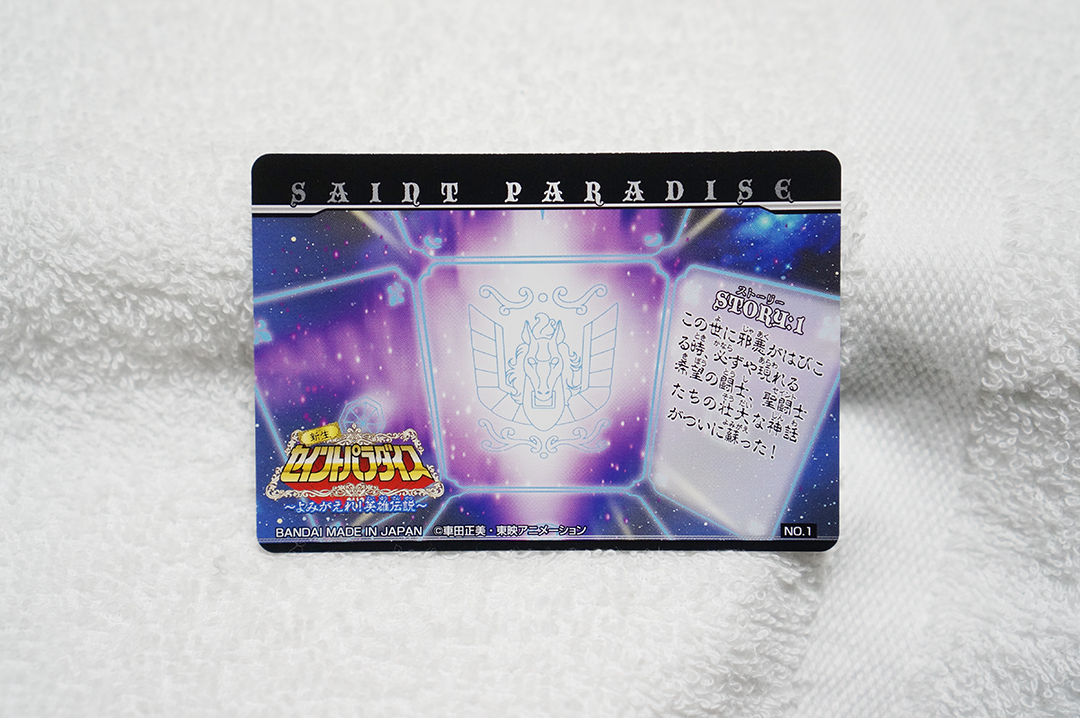 SAINT PARADISE
ストーリー
STORY:1
この世に邪悪がはびこ
る時、必ずや現れる
希望の闘士、聖闘士
たちの壮大な神話
がついに蘇った!
新生
セイントパラダイス
～よみがえれ!英雄伝説～
BANDAI MADE IN JAPAN ©車田正美・東映アニメーション
NO.1